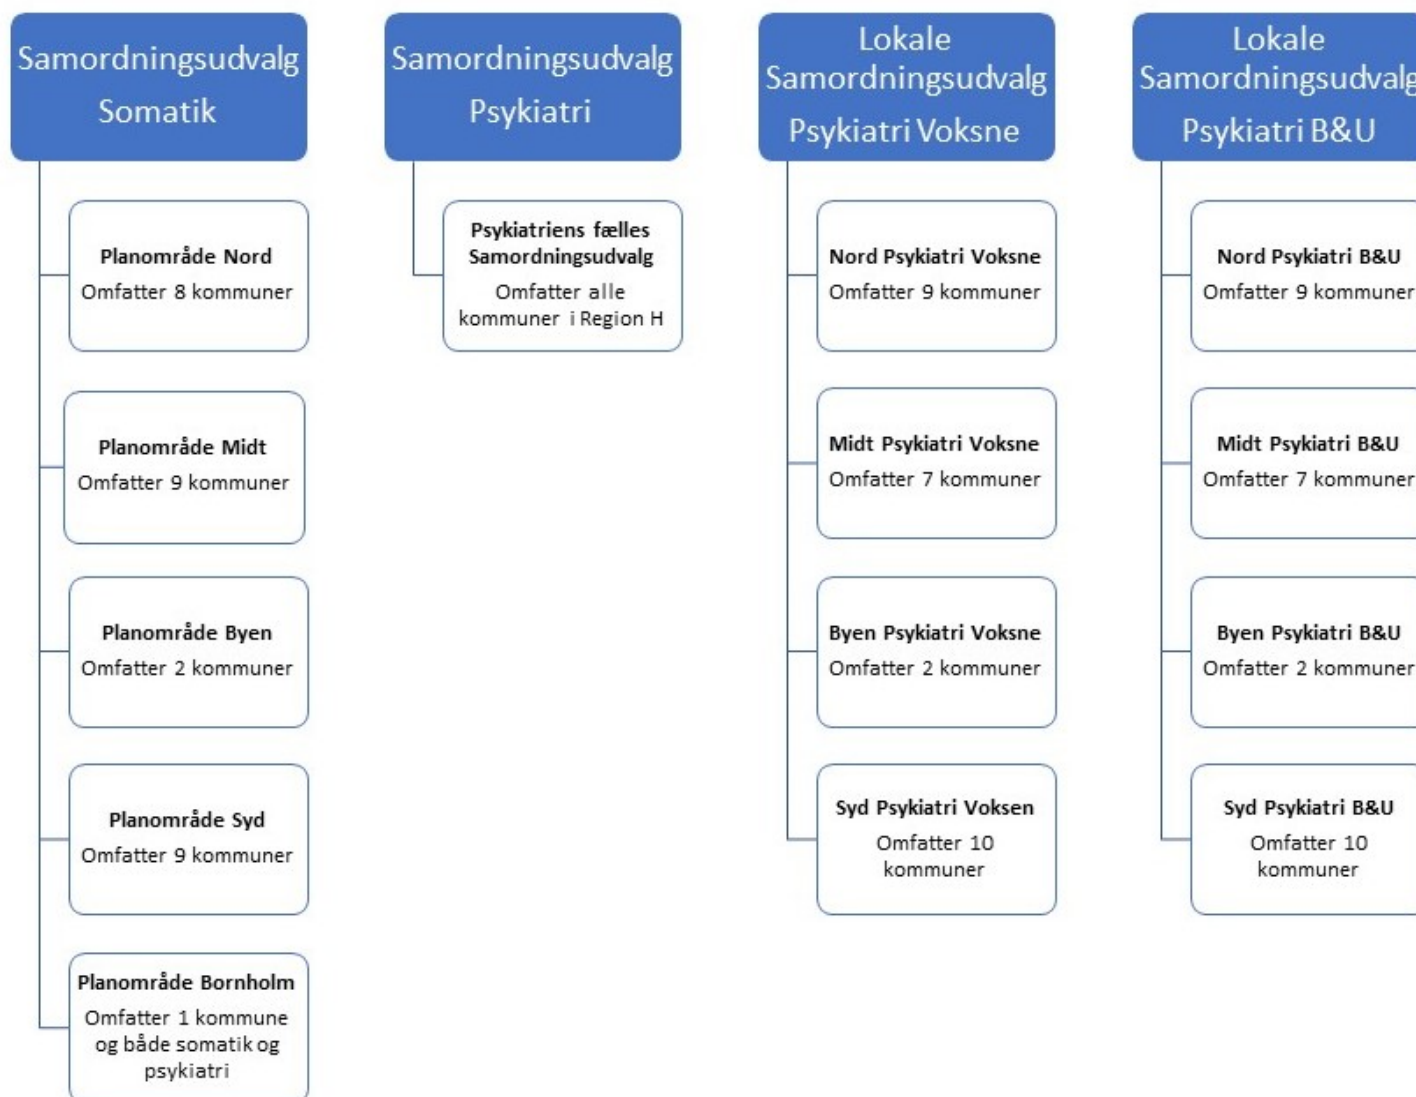 Samordningsudvalg
Somatik
Planområde Nord
Omfatter 8 kommuner
Planområde Midt
Omfatter 9 kommuner
Planområde Byen
Omfatter 2 kommuner
Planområde Syd
Omfatter 9 kommuner
Planområde Bornholm
Omfatter 1 kommune
og både somatik og
psykiatri
Samordningsudvalg
Psykiatri
Psykiatriens fælles
Samordningsudvalg
Omfatter alle
kommuner i Region H
Lokale
Samordningsudvalg
Psykiatri Voksne
Nord Psykiatri Voksne
Omfatter 9 kommuner
Midt Psykiatri Voksne
Omfatter 7 kommuner
Byen Psykiatri Voksne
Omfatter 2 kommuner
Syd Psykiatri Voksen
Omfatter 10
kommuner
Lokale
Samordningsudvalg
Psykiatri B&U
Nord Psykiatri B&U
Omfatter 9 kommuner
Midt Psykiatri B&U
Omfatter 7 kommuner
Byen Psykiatri B&U
Omfatter 2 kommuner
Syd Psykiatri B&U
Omfatter 10
kommuner